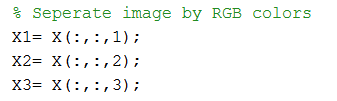 % Seperate image by RGB colors
X1= X(:,:,1);
X2= X(:,:,2);
X3= X(:,:,3);